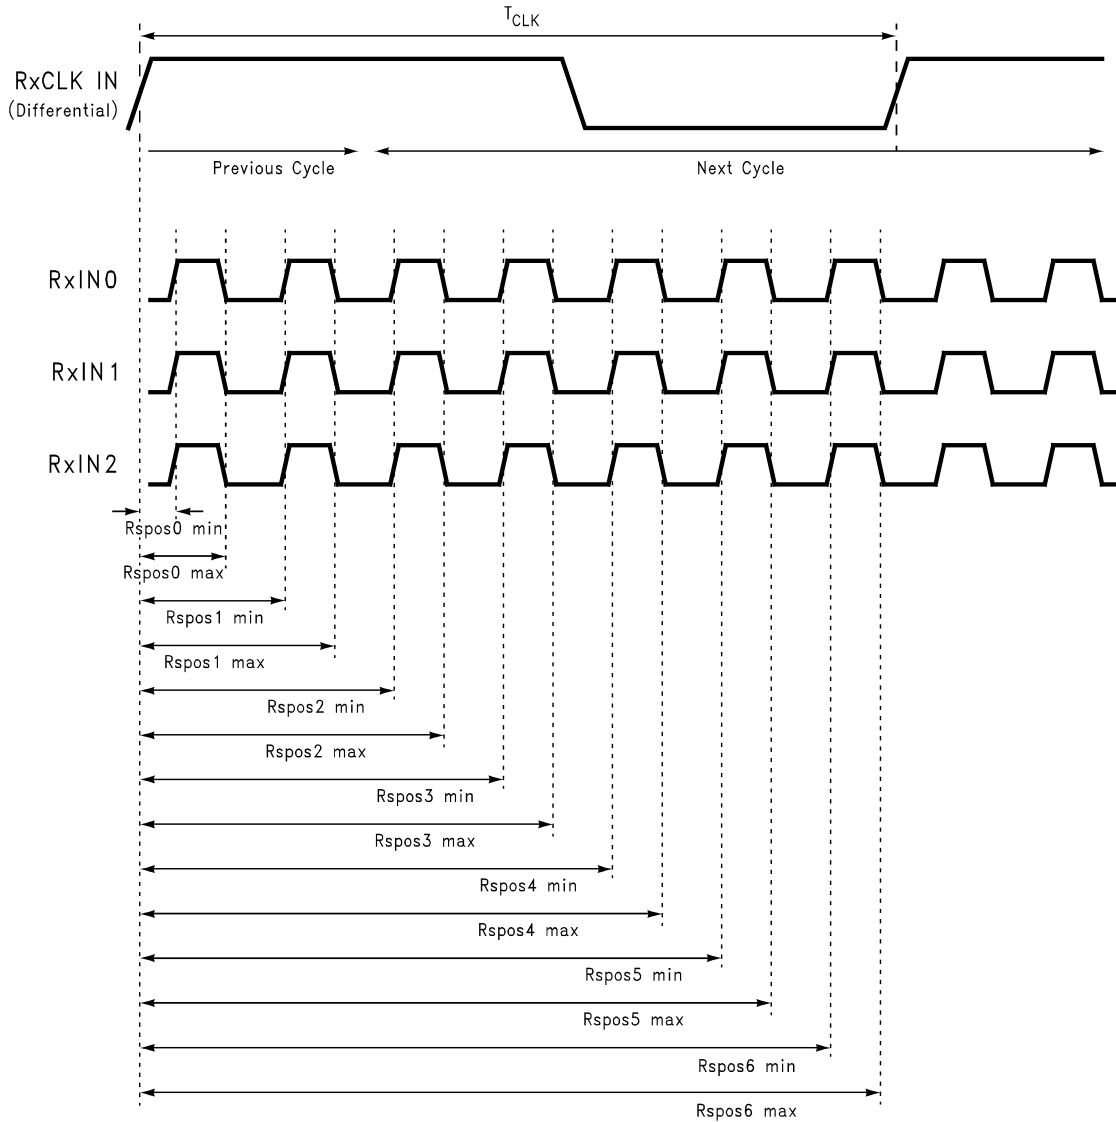 TCLK
RxCLK IN
(Differential)
Previous Cycle
Next Cycle
RxIN0
RxIN1
RxIN2
Rspos0 min
Rspos0 max
Rspos1 min
Rspos1 max
Rspos2 min
Rspos2 max
Rspos3 min
Rspos3 max
Rspos4 min
Rspos4 max
Rspos5 min
Rspos5 max
Rspos6 min
Rspos6 max